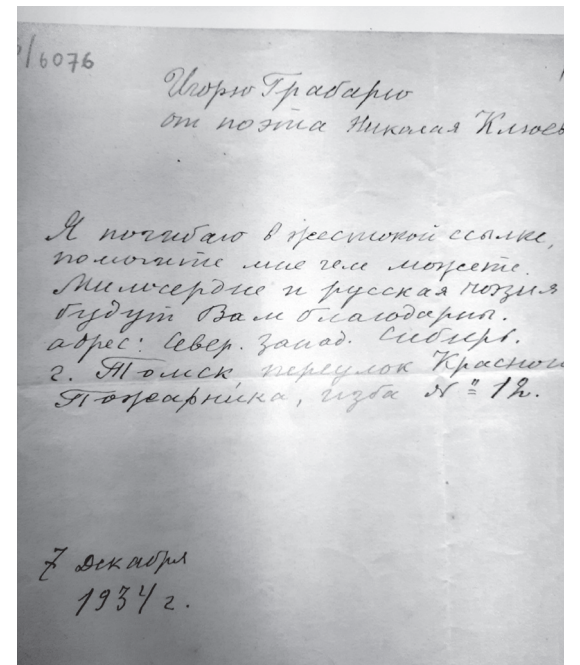 /6076
Игорю Грабарю
от поэта Николая Клюев
Я погибаю в жестокой ссылке,
помогите мне чем можете.
Милосердие и русская поэзия
будут Вам благодарны.
адрес: Север. Запад. Сибирь.
г. Томск переулок Красного
Пожарника, изба № 12.
7 декабря
1934 г.